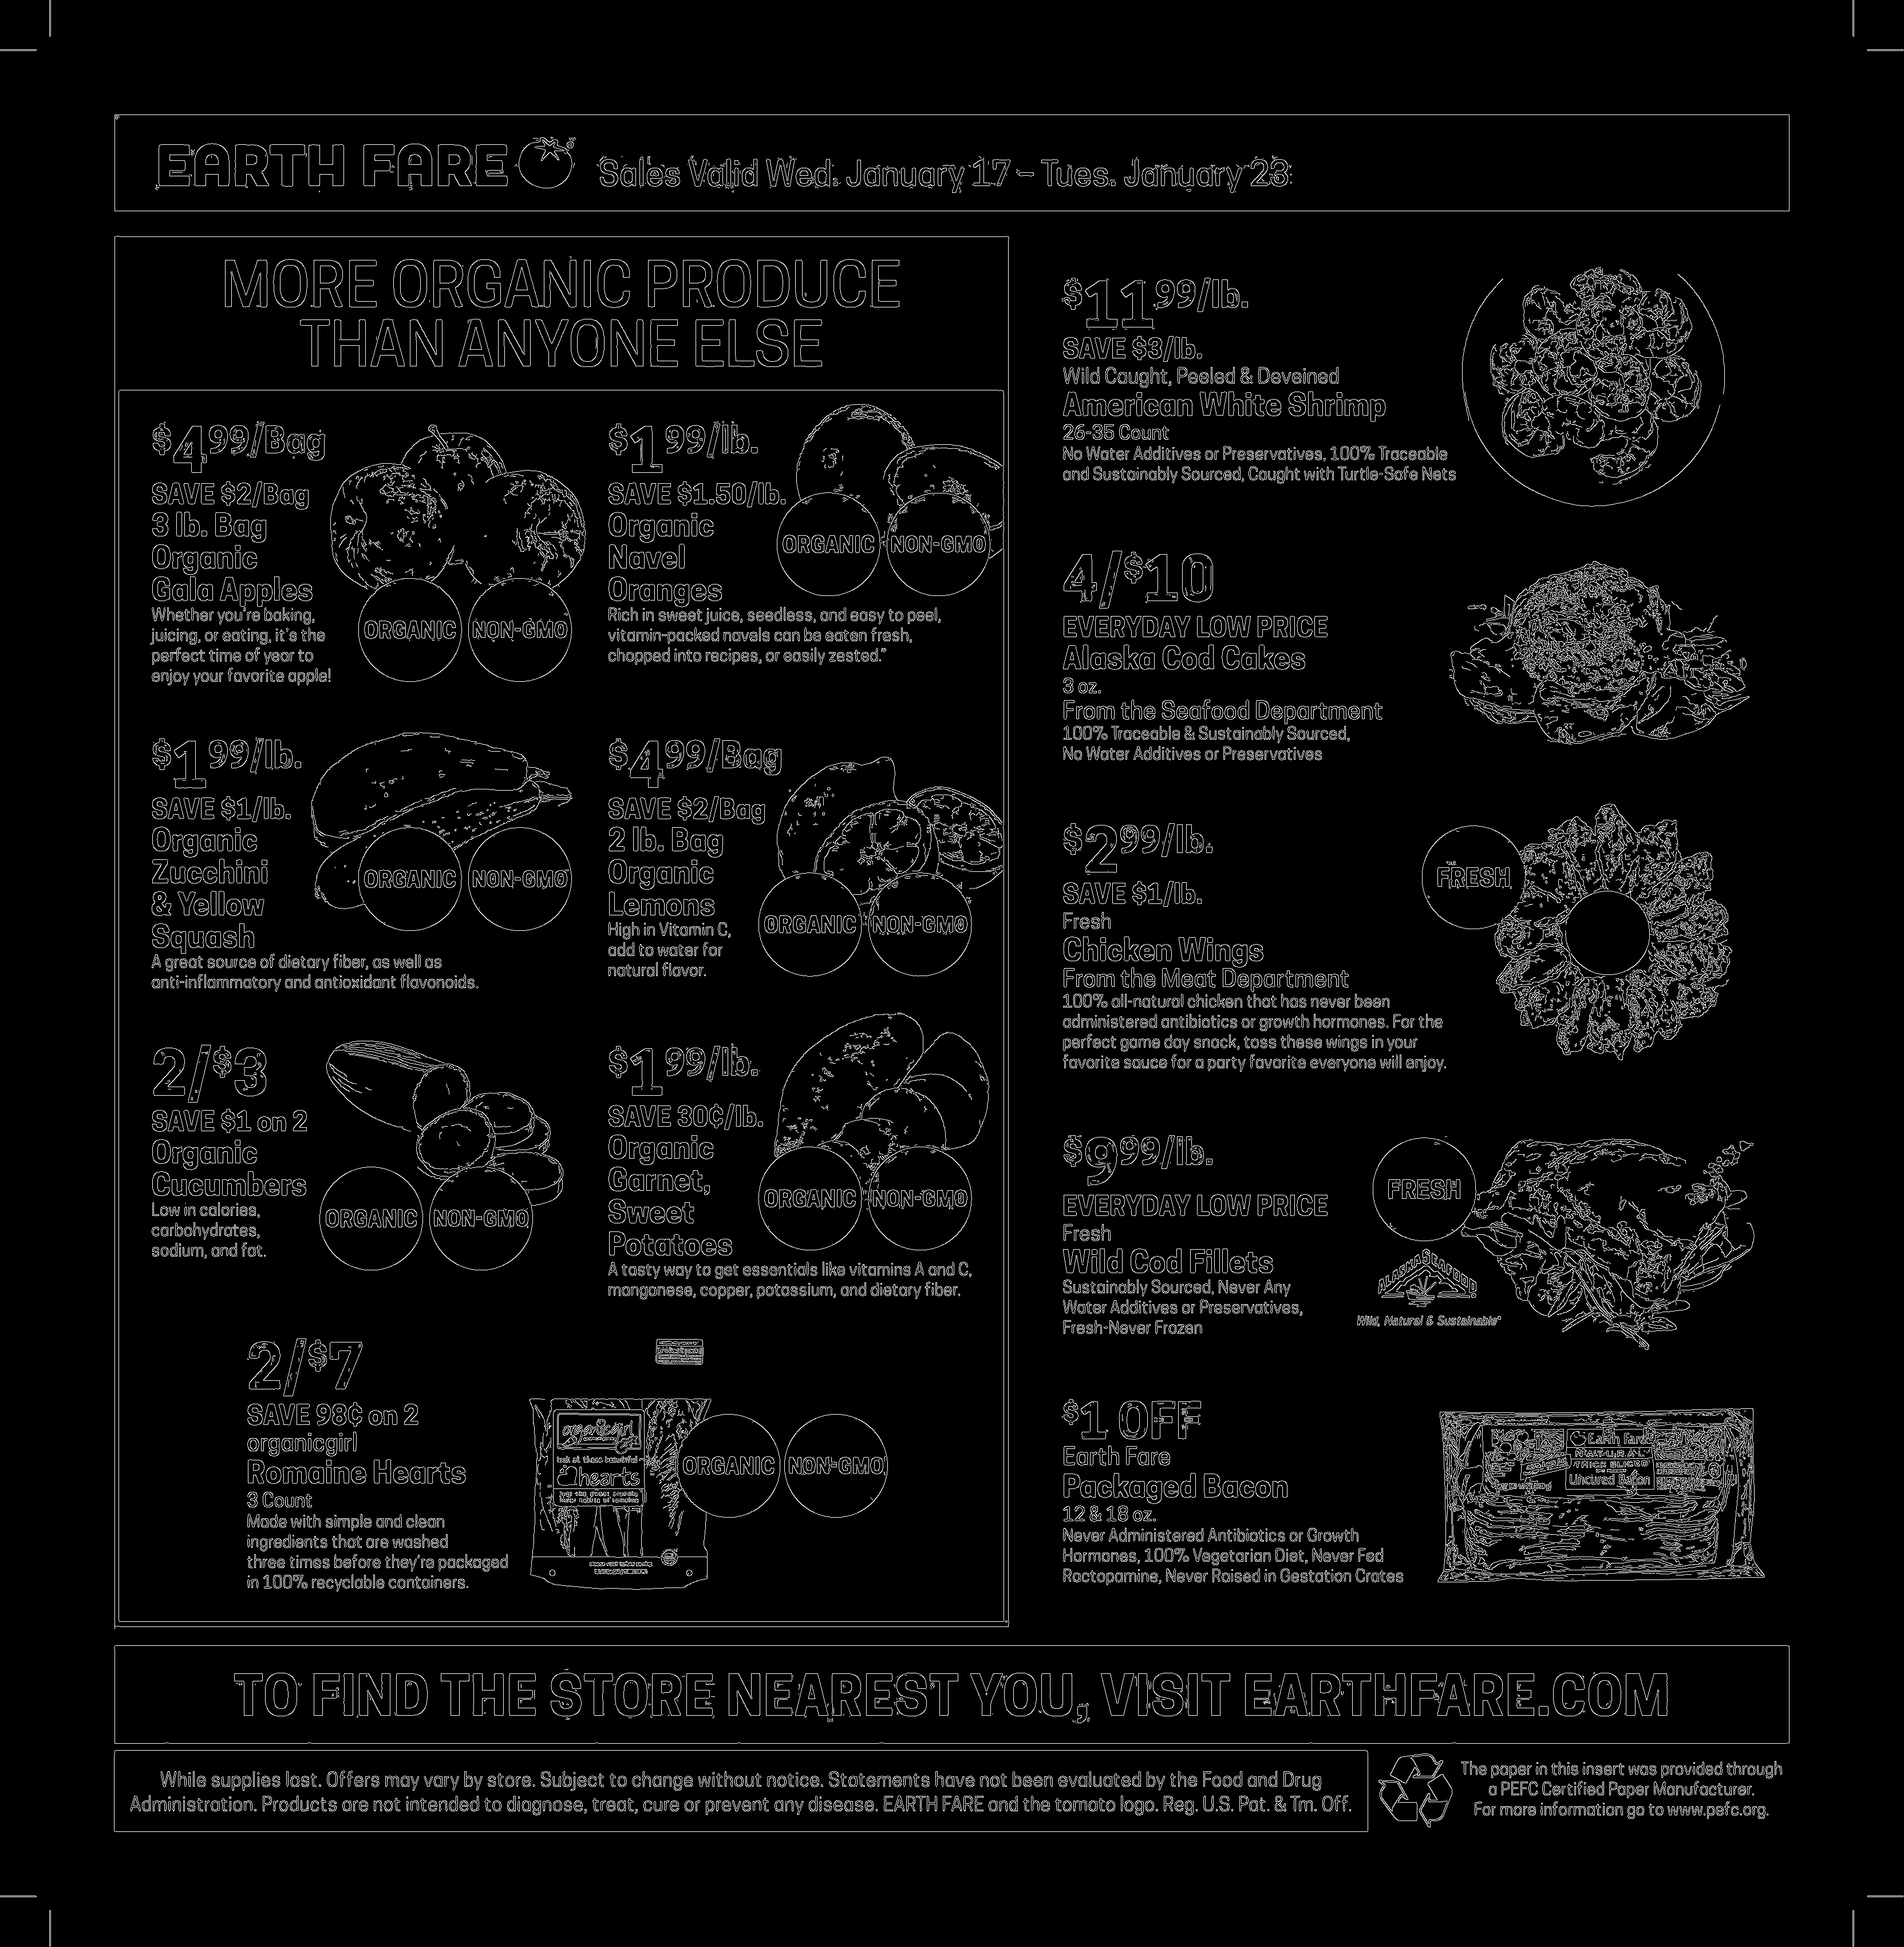 EARTH FARE
Sales Valid Wed. January 17 – Tues. January 23
MORE ORGANIC PRODUCE
THAN ANYONE ELSE
$4 99/Bag
SAVE $2/Bag
3 lb. Bag
Organic
Gala Apples
Whether you're baking,
juicing, or eating, it's the
perfect time of year to
enjoy your favorite apple!
ORGANIC NON-GMO
$1 99/lb.
SAVE $1.50/lb.
Organic
Navel
Oranges
Rich in sweet juice, seedless, and easy to peel,
vitamin-packed navels can be eaten fresh,
chopped into recipes, or easily zested."
ORGANIC NON-GMO
$1 99/lb.
SAVE $1/lb.
Organic
Zucchini
& Yellow
Squash
A great source of dietary fiber, as well as
anti-inflammatory and antioxidant flavonoids.
ORGANIC NON-GMO
$4 99/Bag
SAVE $2/Bag
2 lb. Bag
Organic
Lemons
High in Vitamin C,
add to water for
natural flavor.
ORGANIC NON-GMO
2/$3
SAVE $1 on 2
Organic
Cucumbers
Low in calories,
carbohydrates,
sodium, and fat.
ORGANIC NON-GMO
$1 99/lb.
SAVE 30¢/lb.
Organic
Garnet,
Sweet
Potatoes
A tasty way to get essentials like vitamins A and C,
manganese, copper, potassium, and dietary fiber.
ORGANIC NON-GMO
2/$7
SAVE 98¢ on 2
organicgirl
Romaine Hearts
3 Count
Made with simple and clean
ingredients that are washed
three times before they're packaged
in 100% recyclable containers.
organicgirl
look at these beautiful
hearts
ORGANIC NON-GMO
$11 99/lb.
SAVE $3/lb.
Wild Caught, Peeled & Deveined
American White Shrimp
26-35 Count
No Water Additives or Preservatives, 100% Traceable
and Sustainably Sourced, Caught with Turtle-Safe Nets
4/$10
EVERYDAY LOW PRICE
Alaska Cod Cakes
3 oz.
From the Seafood Department
100% Traceable & Sustainably Sourced,
No Water Additives or Preservatives
$2 99/lb.
SAVE $1/lb.
Fresh
Chicken Wings
From the Meat Department
100% all-natural chicken that has never been
administered antibiotics or growth hormones. For the
perfect game day snack, toss these wings in your
favorite sauce for a party favorite everyone will enjoy.
FRESH
$9 99/lb.
EVERYDAY LOW PRICE
Fresh
Wild Cod Fillets
Sustainably Sourced, Never Any
Water Additives or Preservatives,
Fresh-Never Frozen
FRESH
ALASKA SEAFOOD
Wild, Natural & Sustainable®
$1 OFF
Earth Fare
Packaged Bacon
12 & 18 oz.
Never Administered Antibiotics or Growth
Hormones, 100% Vegetarian Diet, Never Fed
Ractopamine, Never Raised in Gestation Crates
Earth Fare
NATURAL
THICK SLICED
Uncured Bacon
TO FIND THE STORE NEAREST YOU, VISIT EARTHFARE.COM
While supplies last. Offers may vary by store. Subject to change without notice. Statements have not been evaluated by the Food and Drug
Administration. Products are not intended to diagnose, treat, cure or prevent any disease. EARTH FARE and the tomato logo. Reg. U.S. Pat. & Tm. Off.
The paper in this insert was provided through
a PEFC Certified Paper Manufacturer.
For more information go to www.pefc.org.